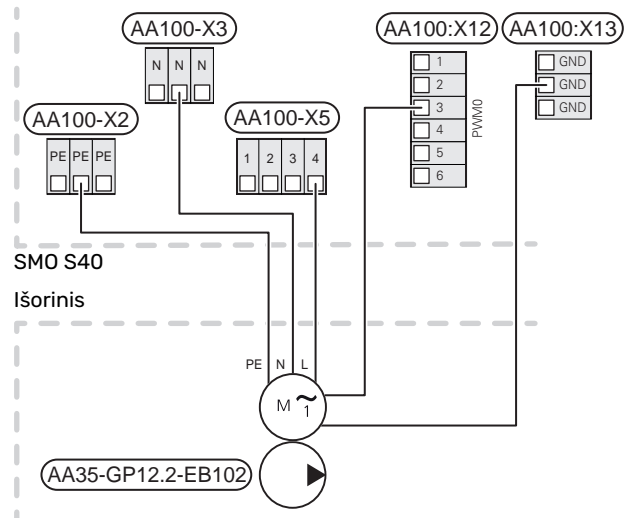 AA100-X3
AA100:X12
AA100:X13
N N N
1
2
3
4
5
6
PWM0
GND
GND
GND
AA100-X2
PE PE PE
AA100-X5
1 2 3 4
SMO S40
Išorinis
PE N L
M ~ 1
AA35-GP12.2-EB102